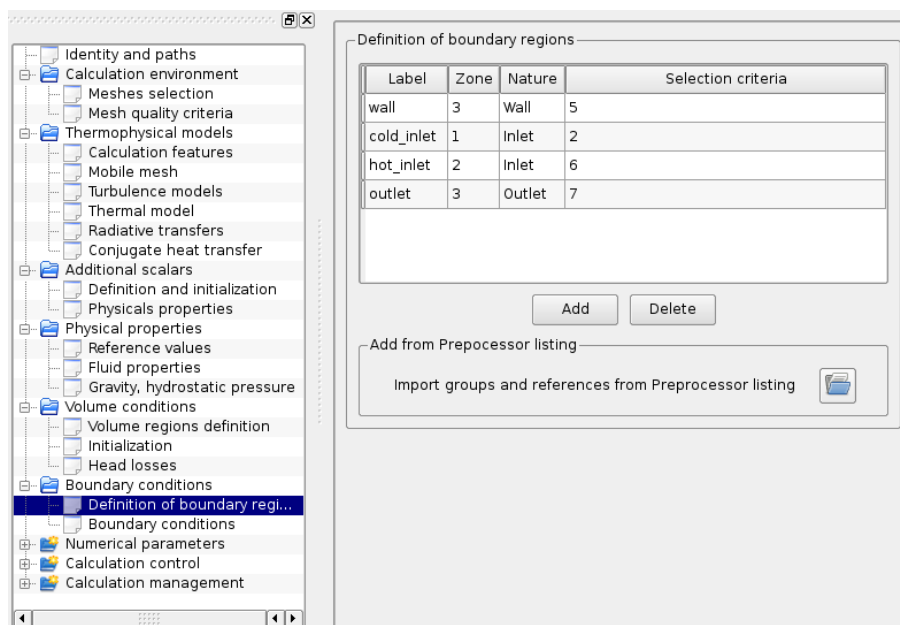 Identity and paths
Calculation environment
Meshes selection
Mesh quality criteria
Thermophysical models
Calculation features
Mobile mesh
Turbulence models
Thermal model
Radiative transfers
Conjugate heat transfer
Additional scalars
Definition and initialization
Physicals properties
Physical properties
Reference values
Fluid properties
Gravity, hydrostatic pressure
Volume conditions
Volume regions definition
Initialization
Head losses
Boundary conditions
Definition of boundary regi...
Boundary conditions
Numerical parameters
Calculation control
Calculation management
Definition of boundary regions
Label Zone Nature Selection criteria
wall 3 Wall 5
cold_inlet 1 Inlet 2
hot_inlet 2 Inlet 6
outlet 3 Outlet 7
Add Delete
Add from Prepocessor listing
Import groups and references from Preprocessor listing